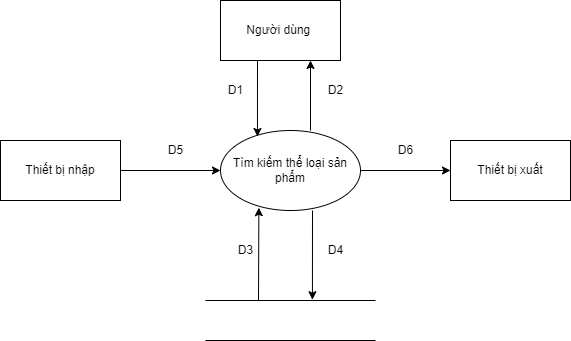 Người dùng
D1
D2
D5
Thiết bị nhập
Tìm kiếm thể loại sản
phẩm
D6
Thiết bị xuất
D3
D4